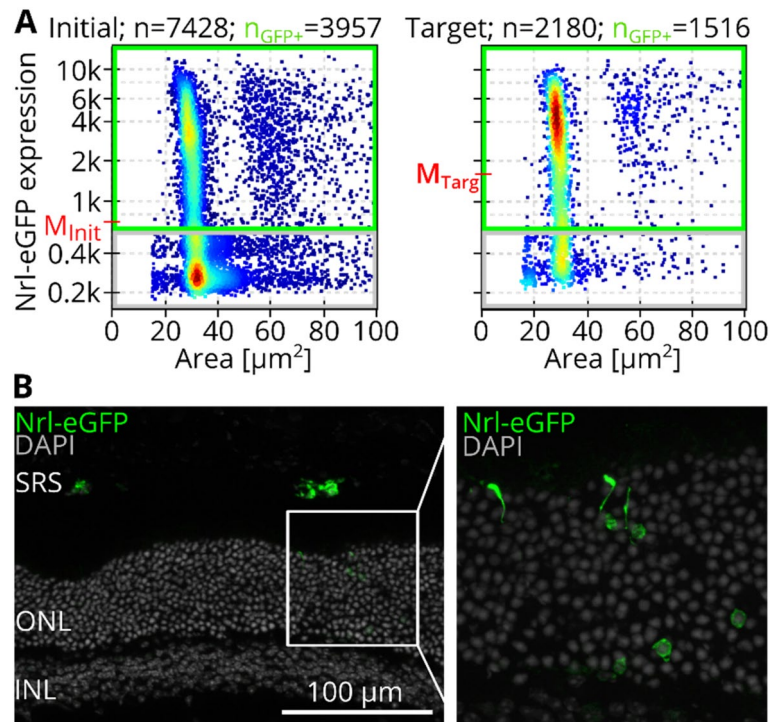 A Initial; n=7428; nGFP+=3957 Target; n=2180; nGFP+=1516
Nrl-eGFP expression
10k
6k
4k
2k
1k
MInit
0.4k
0.2k
0 20 40 60 80 100
Area [µm²]
MTarg
0 20 40 60 80 100
Area [µm²]
B
Nrl-eGFP
DAPI
SRS
ONL
INL
100 µm
Nrl-eGFP
DAPI